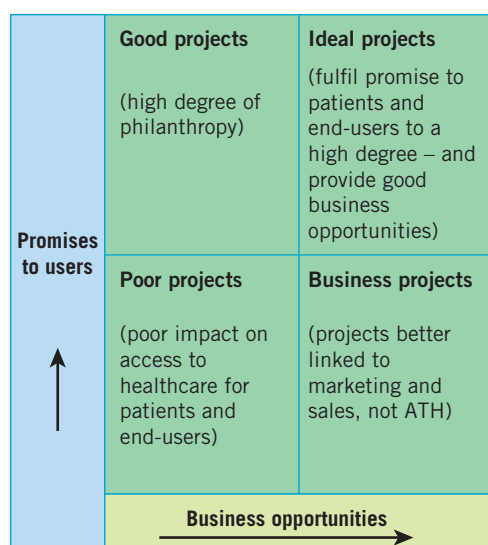 Good projects
(high degree of
philanthropy)
Ideal projects
(fulfil promise to
patients and
end-users to a
high degree – and
provide good
business
opportunities)
Promises
to users
Poor projects
(poor impact on
access to
healthcare for
patients and
end-users)
Business projects
(projects better
linked to
marketing and
sales, not ATH)
Business opportunities